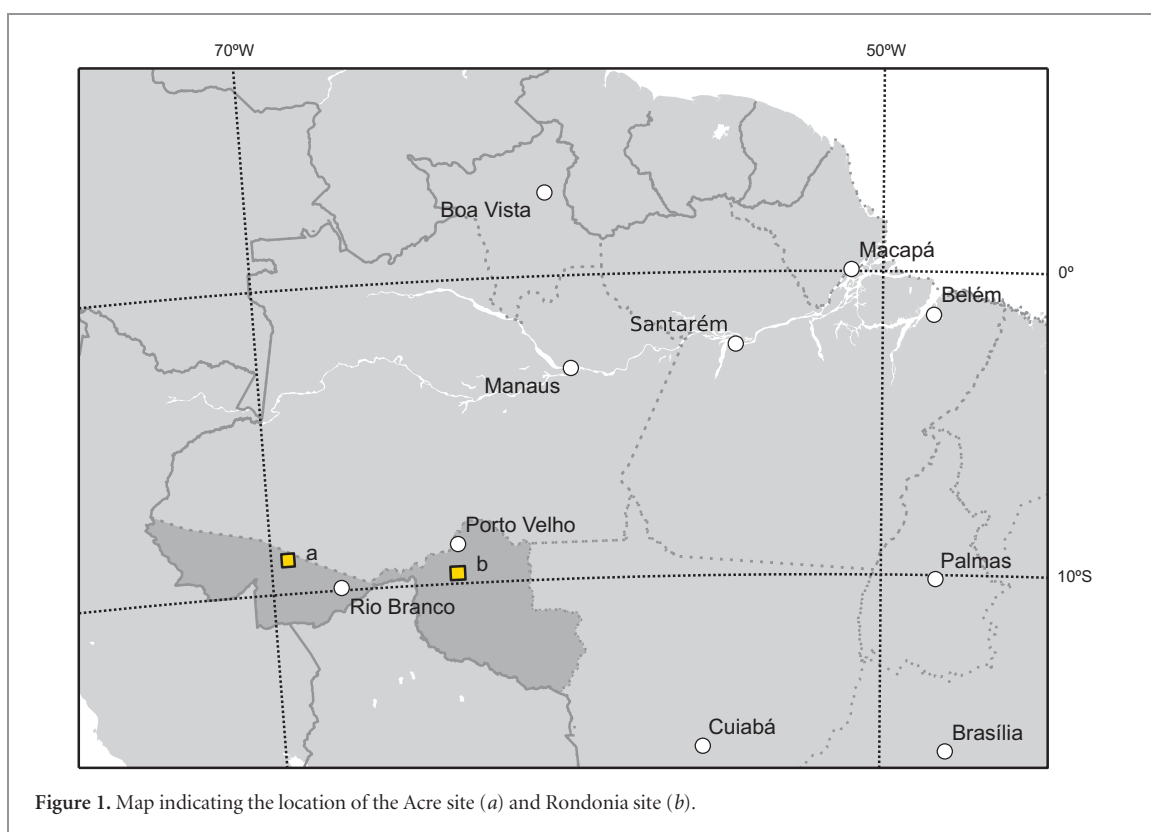 70ºW
50ºW
Boa Vista
Macapá
0º
Belém
Santarém
Manaus
Porto Velho
a
b
Palmas
10ºS
Rio Branco
Cuiabá
Brasília
Figure 1. Map indicating the location of the Acre site (a) and Rondonia site (b).